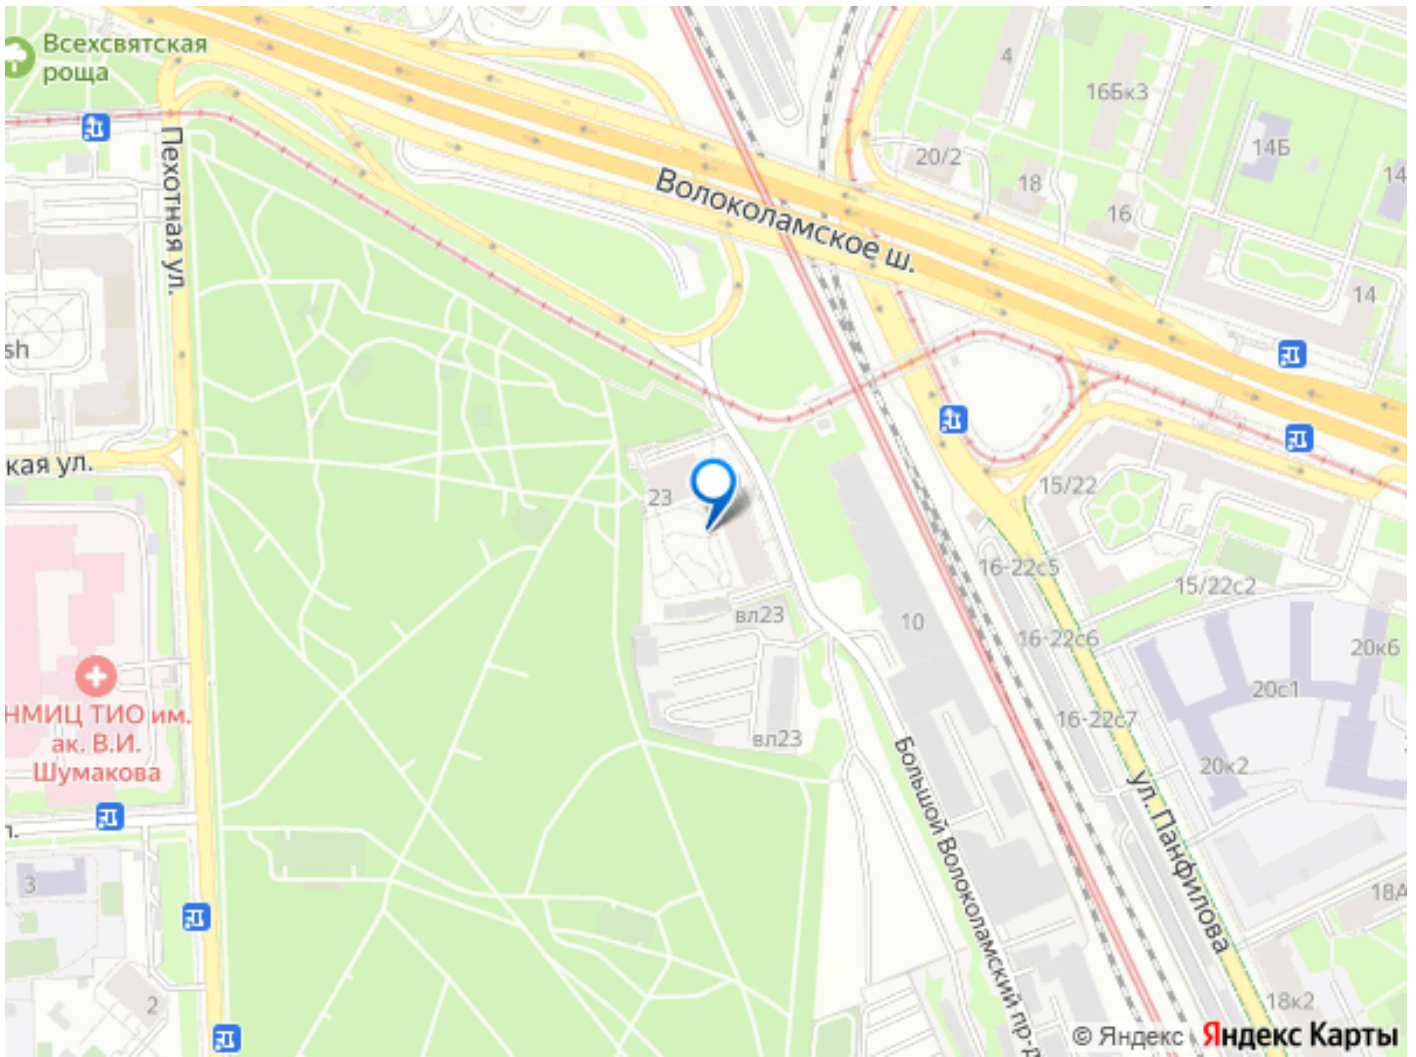 Всехсвятская
роща
Пехотная ул.
Волоколамское ш.
4
16Бк3
14Б
14
20/2
18
16
14
sh
кая ул.
23
15/22
16-22с5
15/22с2
вл23
10
16-22с6
20к6
20с1
НМИЦ ТИО им.
ак. В.И.
Шумакова
16-22с7
вл23
20к2
Большой Волоколамский пр-д
ул. Панфилова
3
18А
2
18к2
© Яндекс
Яндекс Карты